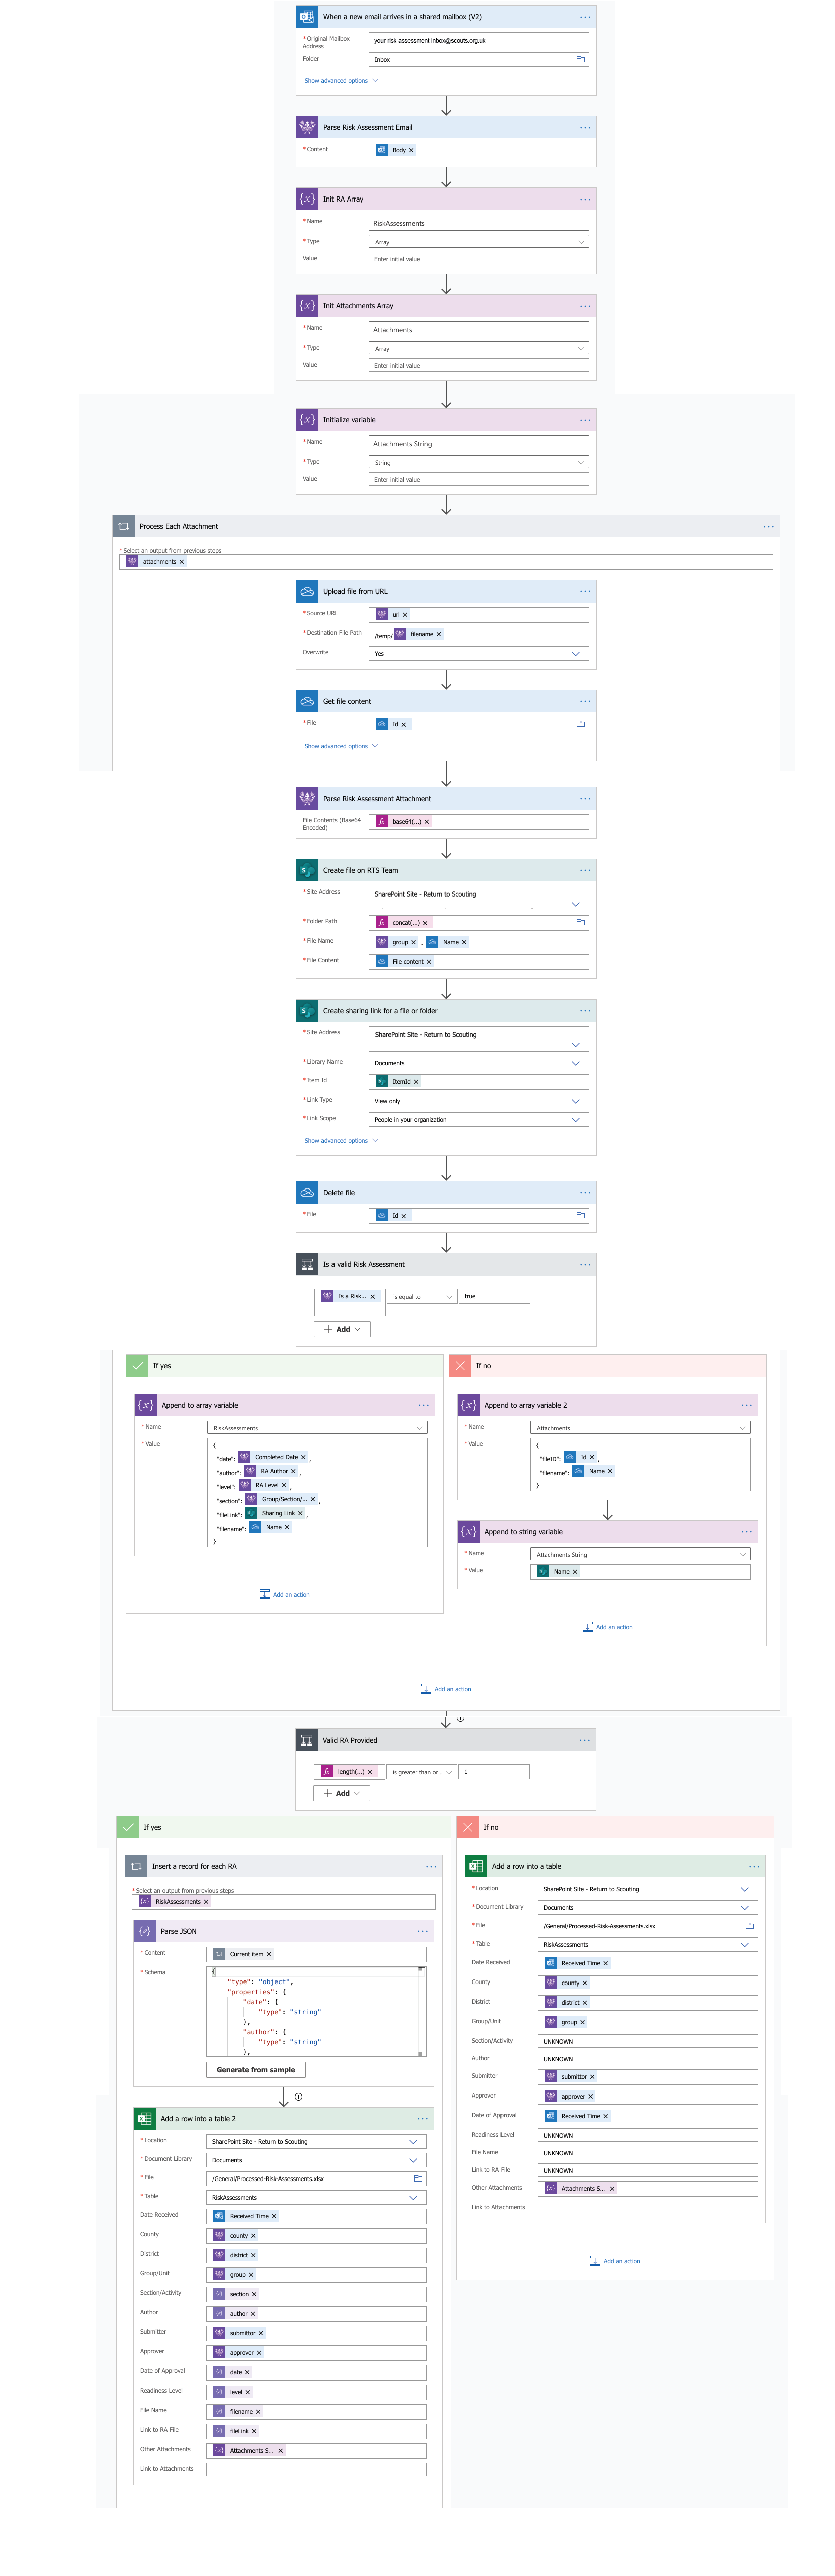 When a new email arrives in a shared mailbox (V2)
* Original Mailbox Address
your-risk-assessment-inbox@scouts.org.uk
Folder
Inbox
Show advanced options
Parse Risk Assessment Email
* Content
Body
Init RA Array
* Name
RiskAssessments
* Type
Array
Value
Enter initial value
Init Attachments Array
* Name
Attachments
* Type
Array
Value
Enter initial value
Initialize variable
* Name
Attachments String
* Type
String
Value
Enter initial value
Process Each Attachment
* Select an output from previous steps
attachments
Upload file from URL
* Source URL
url
* Destination File Path
/temp/ filename
Overwrite
Yes
Get file content
* File
Id
Show advanced options
Parse Risk Assessment Attachment
File Contents (Base64 Encoded)
base64(...)
Create file on RTS Team
* Site Address
SharePoint Site - Return to Scouting
* Folder Path
concat(...)
* File Name
group - Name
* File Content
File content
Create sharing link for a file or folder
* Site Address
SharePoint Site - Return to Scouting
* Library Name
Documents
* Item Id
ItemId
* Link Type
View only
* Link Scope
People in your organization
Show advanced options
Delete file
* File
Id
Is a valid Risk Assessment
Is a Risk... is equal to true
Add
If yes
Append to array variable
* Name
RiskAssessments
* Value
{
"date": Completed Date ,
"author": RA Author ,
"level": RA Level ,
"section": Group/Section/... ,
"fileLink": Sharing Link ,
"filename": Name
}
Add an action
If no
Append to array variable 2
* Name
Attachments
* Value
{
"fileID": Id ,
"filename": Name
}
Append to string variable
* Name
Attachments String
* Value
Name
Add an action
Add an action
Valid RA Provided
length(...) is greater than or... 1
Add
If yes
Insert a record for each RA
* Select an output from previous steps
RiskAssessments
Parse JSON
* Content
Current item
* Schema
{
"type": "object",
"properties": {
"date": {
"type": "string"
},
"author": {
"type": "string"
},
Generate from sample
Add a row into a table 2
* Location
SharePoint Site - Return to Scouting
* Document Library
Documents
* File
/General/Processed-Risk-Assessments.xlsx
* Table
RiskAssessments
Date Received
Received Time
County
county
District
district
Group/Unit
group
Section/Activity
section
Author
author
Submitter
submittor
Approver
approver
Date of Approval
date
Readiness Level
level
File Name
filename
Link to RA File
fileLink
Other Attachments
Attachments S...
Link to Attachments
If no
Add a row into a table
* Location
SharePoint Site - Return to Scouting
* Document Library
Documents
* File
/General/Processed-Risk-Assessments.xlsx
* Table
RiskAssessments
Date Received
Received Time
County
county
District
district
Group/Unit
group
Section/Activity
UNKNOWN
Author
UNKNOWN
Submitter
submittor
Approver
approver
Date of Approval
Received Time
Readiness Level
UNKNOWN
File Name
UNKNOWN
Link to RA File
UNKNOWN
Other Attachments
Attachments S...
Link to Attachments
Add an action